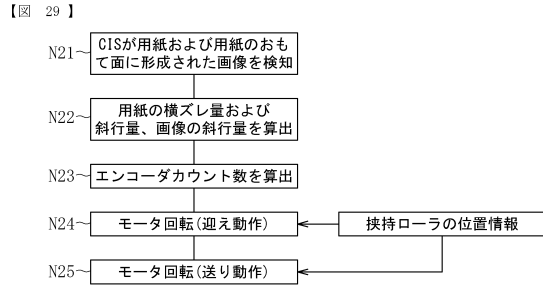 【図 29 】
N21
CISが用紙および用紙のおも
て面に形成された画像を検知
N22
用紙の横ズレ量および
斜行量、画像の斜行量を算出
N23
エンコーダカウント数を算出
N24
モータ回転(迎え動作)
挟持ローラの位置情報
N25
モータ回転(送り動作)